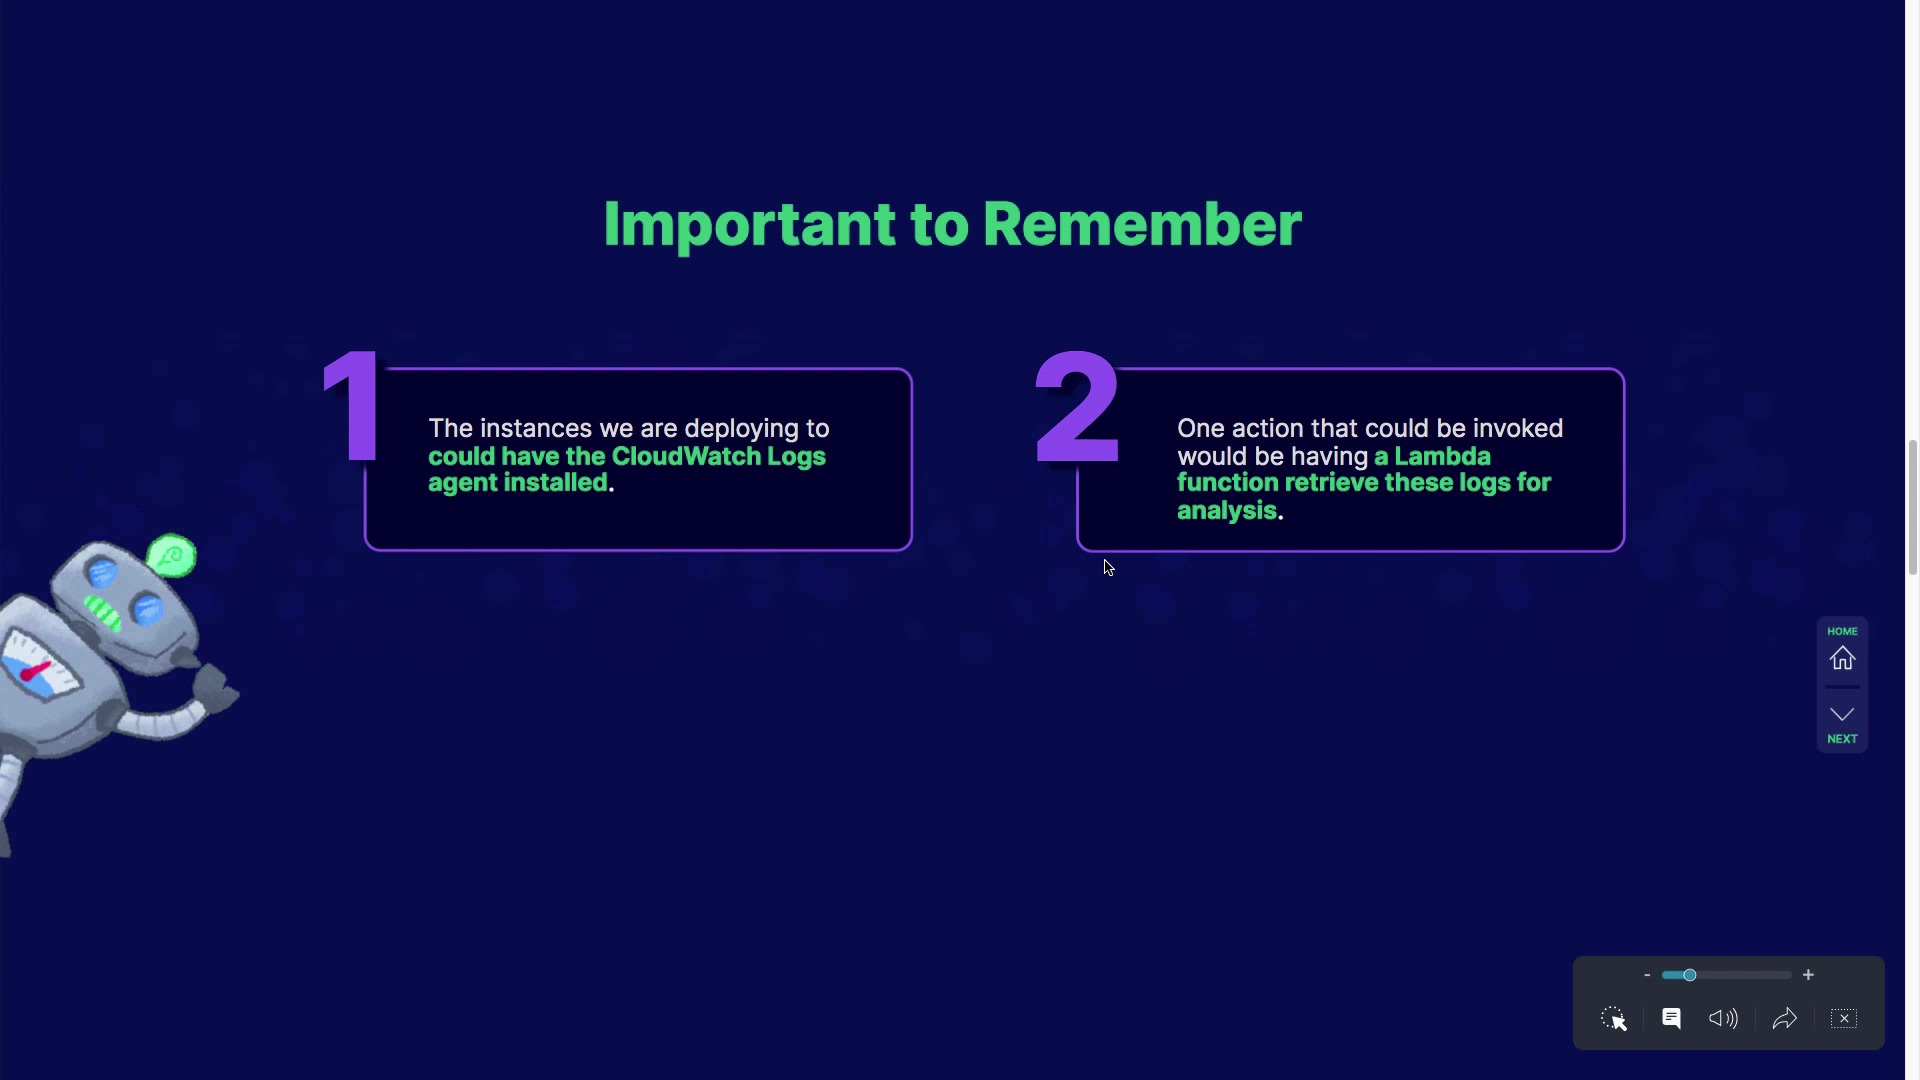 Important to Remember
1
The instances we are deploying to
could have the CloudWatch Logs
agent installed.
2
One action that could be invoked
would be having a Lambda
function retrieve these logs for
analysis.
HOME
NEXT
- +